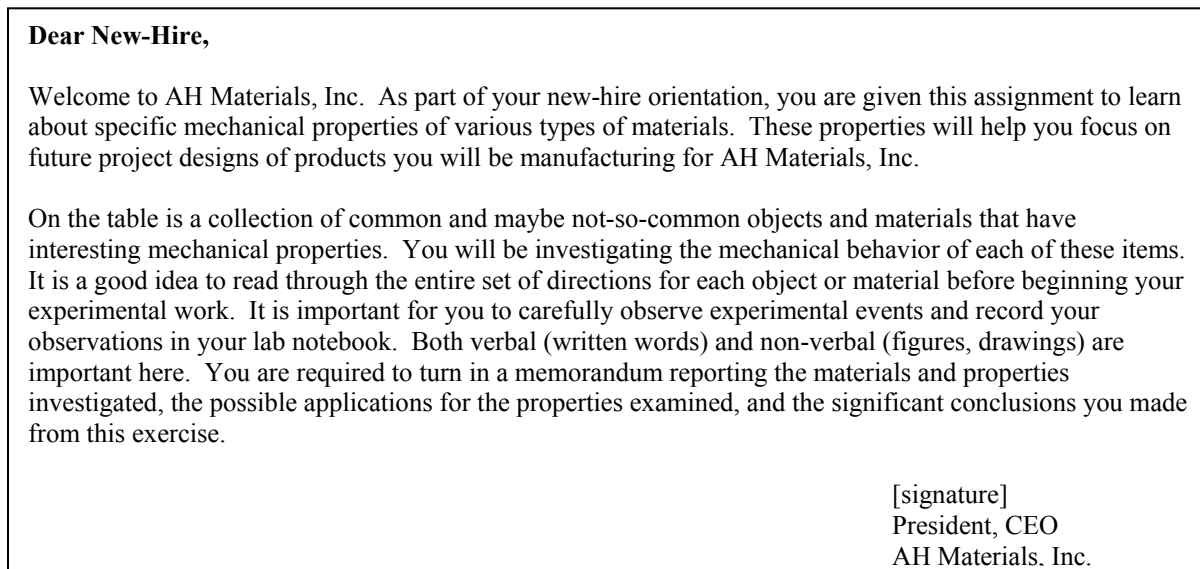 Dear New-Hire,
Welcome to AH Materials, Inc.  As part of your new-hire orientation, you are given this assignment to learn
about specific mechanical properties of various types of materials.  These properties will help you focus on
future project designs of products you will be manufacturing for AH Materials, Inc.
On the table is a collection of common and maybe not-so-common objects and materials that have
interesting mechanical properties.  You will be investigating the mechanical behavior of each of these items.
It is a good idea to read through the entire set of directions for each object or material before beginning your
experimental work.  It is important for you to carefully observe experimental events and record your
observations in your lab notebook.  Both verbal (written words) and non-verbal (figures, drawings) are
important here.  You are required to turn in a memorandum reporting the materials and properties
investigated, the possible applications for the properties examined, and the significant conclusions you made
from this exercise.
[signature]
President, CEO
AH Materials, Inc.